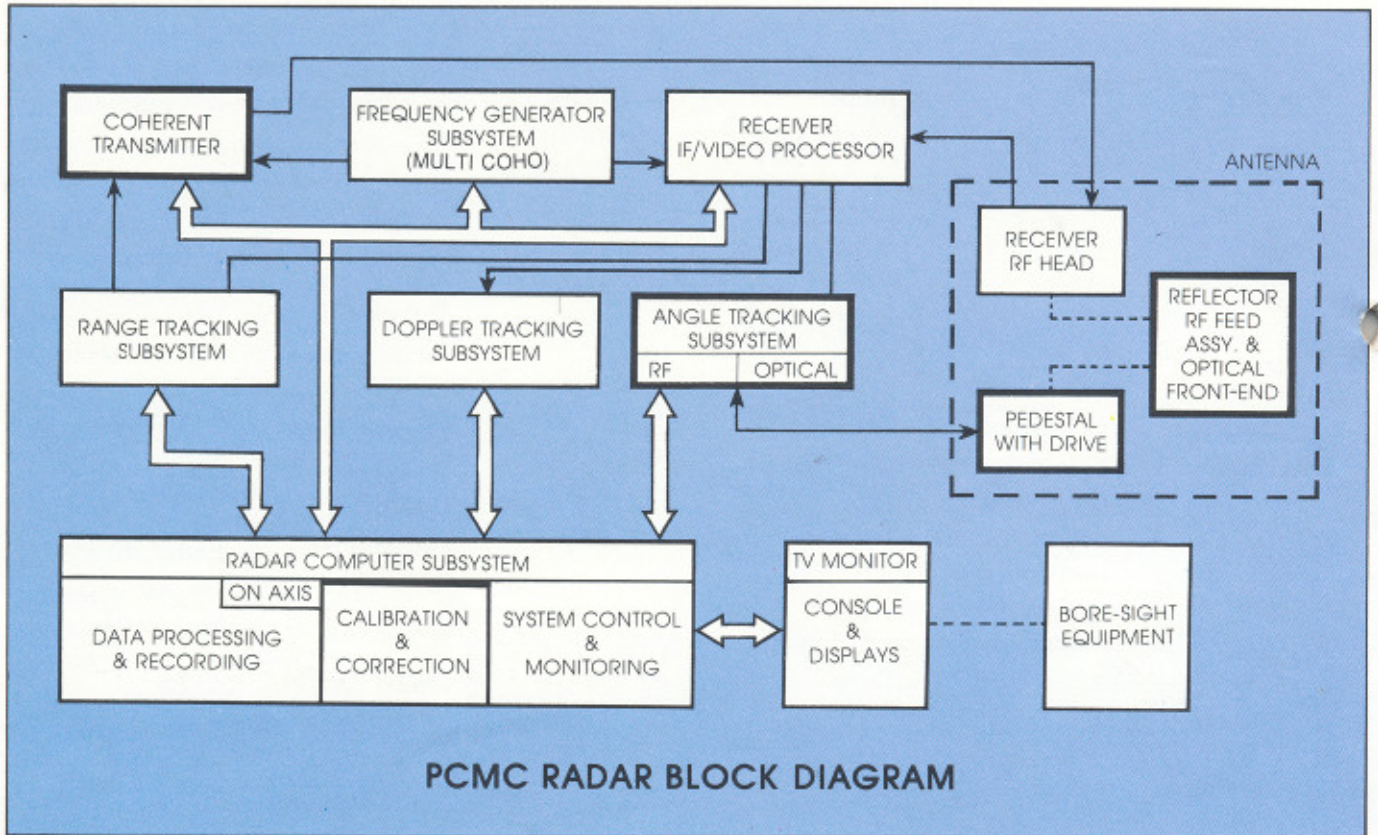 COHERENT
TRANSMITTER
FREQUENCY GENERATOR
SUBSYSTEM
(MULTI COHO)
RECEIVER
IF/VIDEO PROCESSOR
ANTENNA
RECEIVER
RF HEAD
REFLECTOR
RF FEED
ASSY. &
OPTICAL
FRONT-END
PEDESTAL
WITH DRIVE
RANGE TRACKING
SUBSYSTEM
DOPPLER TRACKING
SUBSYSTEM
ANGLE TRACKING
SUBSYSTEM
RF OPTICAL
RADAR COMPUTER SUBSYSTEM
ON AXIS
DATA PROCESSING
& RECORDING
CALIBRATION
&
CORRECTION
SYSTEM CONTROL
&
MONITORING
TV MONITOR
CONSOLE
&
DISPLAYS
BORE-SIGHT
EQUIPMENT
PCMC RADAR BLOCK DIAGRAM